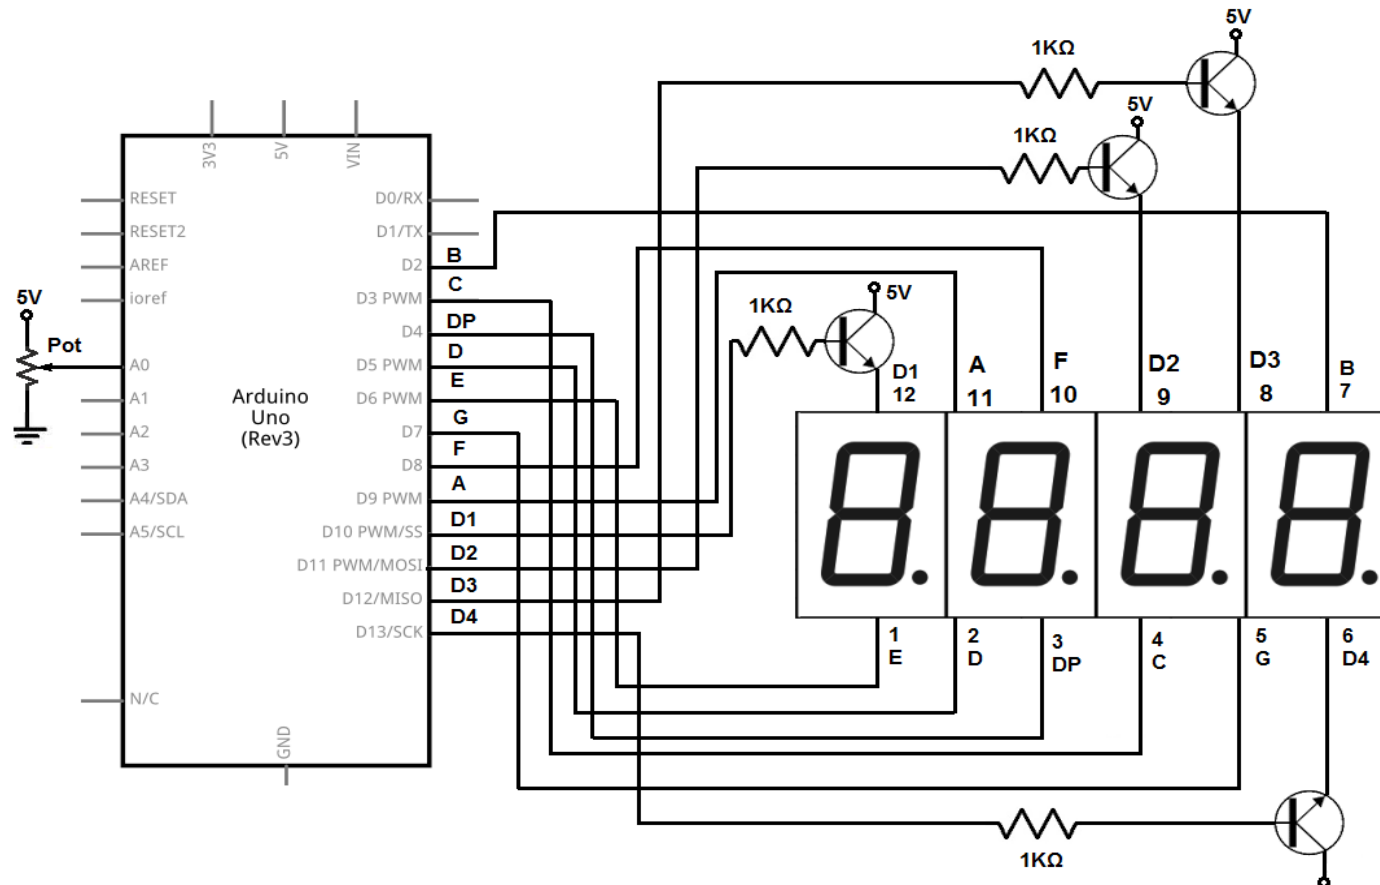 5V
1KΩ
5V
1KΩ
3V3
5V
VIN
RESET
D0/RX
RESET2
D1/TX
AREF
D2
B
ioref
D3 PWM
C
5V
D4
DP
5V
1KΩ
Pot
A0
D5 PWM
D
A1
D6 PWM
E
Arduino
Uno
(Rev3)
A2
D7
G
A3
D8
F
A4/SDA
D9 PWM
A
A5/SCL
D10 PWM/SS
D1
D11 PWM/MOSI
D2
D12/MISO
D3
D13/SCK
D4
N/C
GND
D1
12
A
11
F
10
D2
9
D3
8
B
7
1
E
2
D
3
DP
4
C
5
G
6
D4
1KΩ